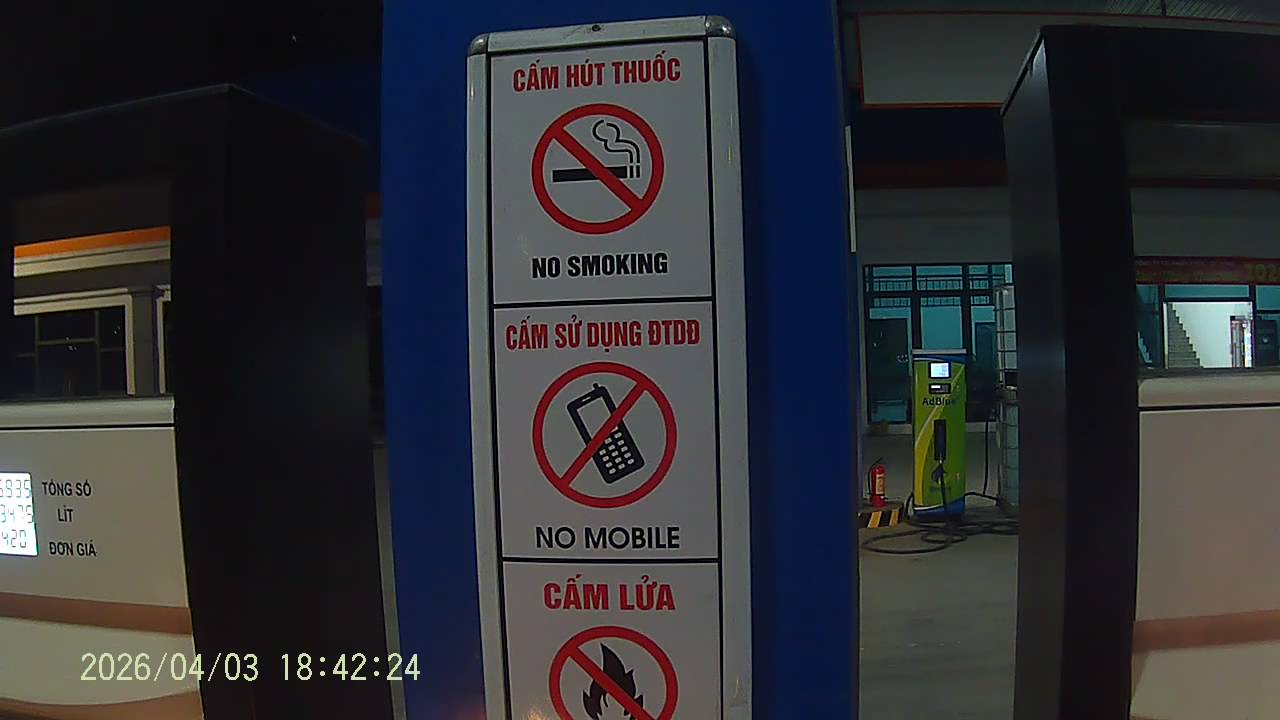 CẤM HÚT THUỐC
NO SMOKING
CẤM SỬ DỤNG ĐTDĐ
NO MOBILE
CẤM LỬA
TỔNG SỐ
LÍT
ĐƠN GIÁ
AdBlue
2026/04/03 18:42:24